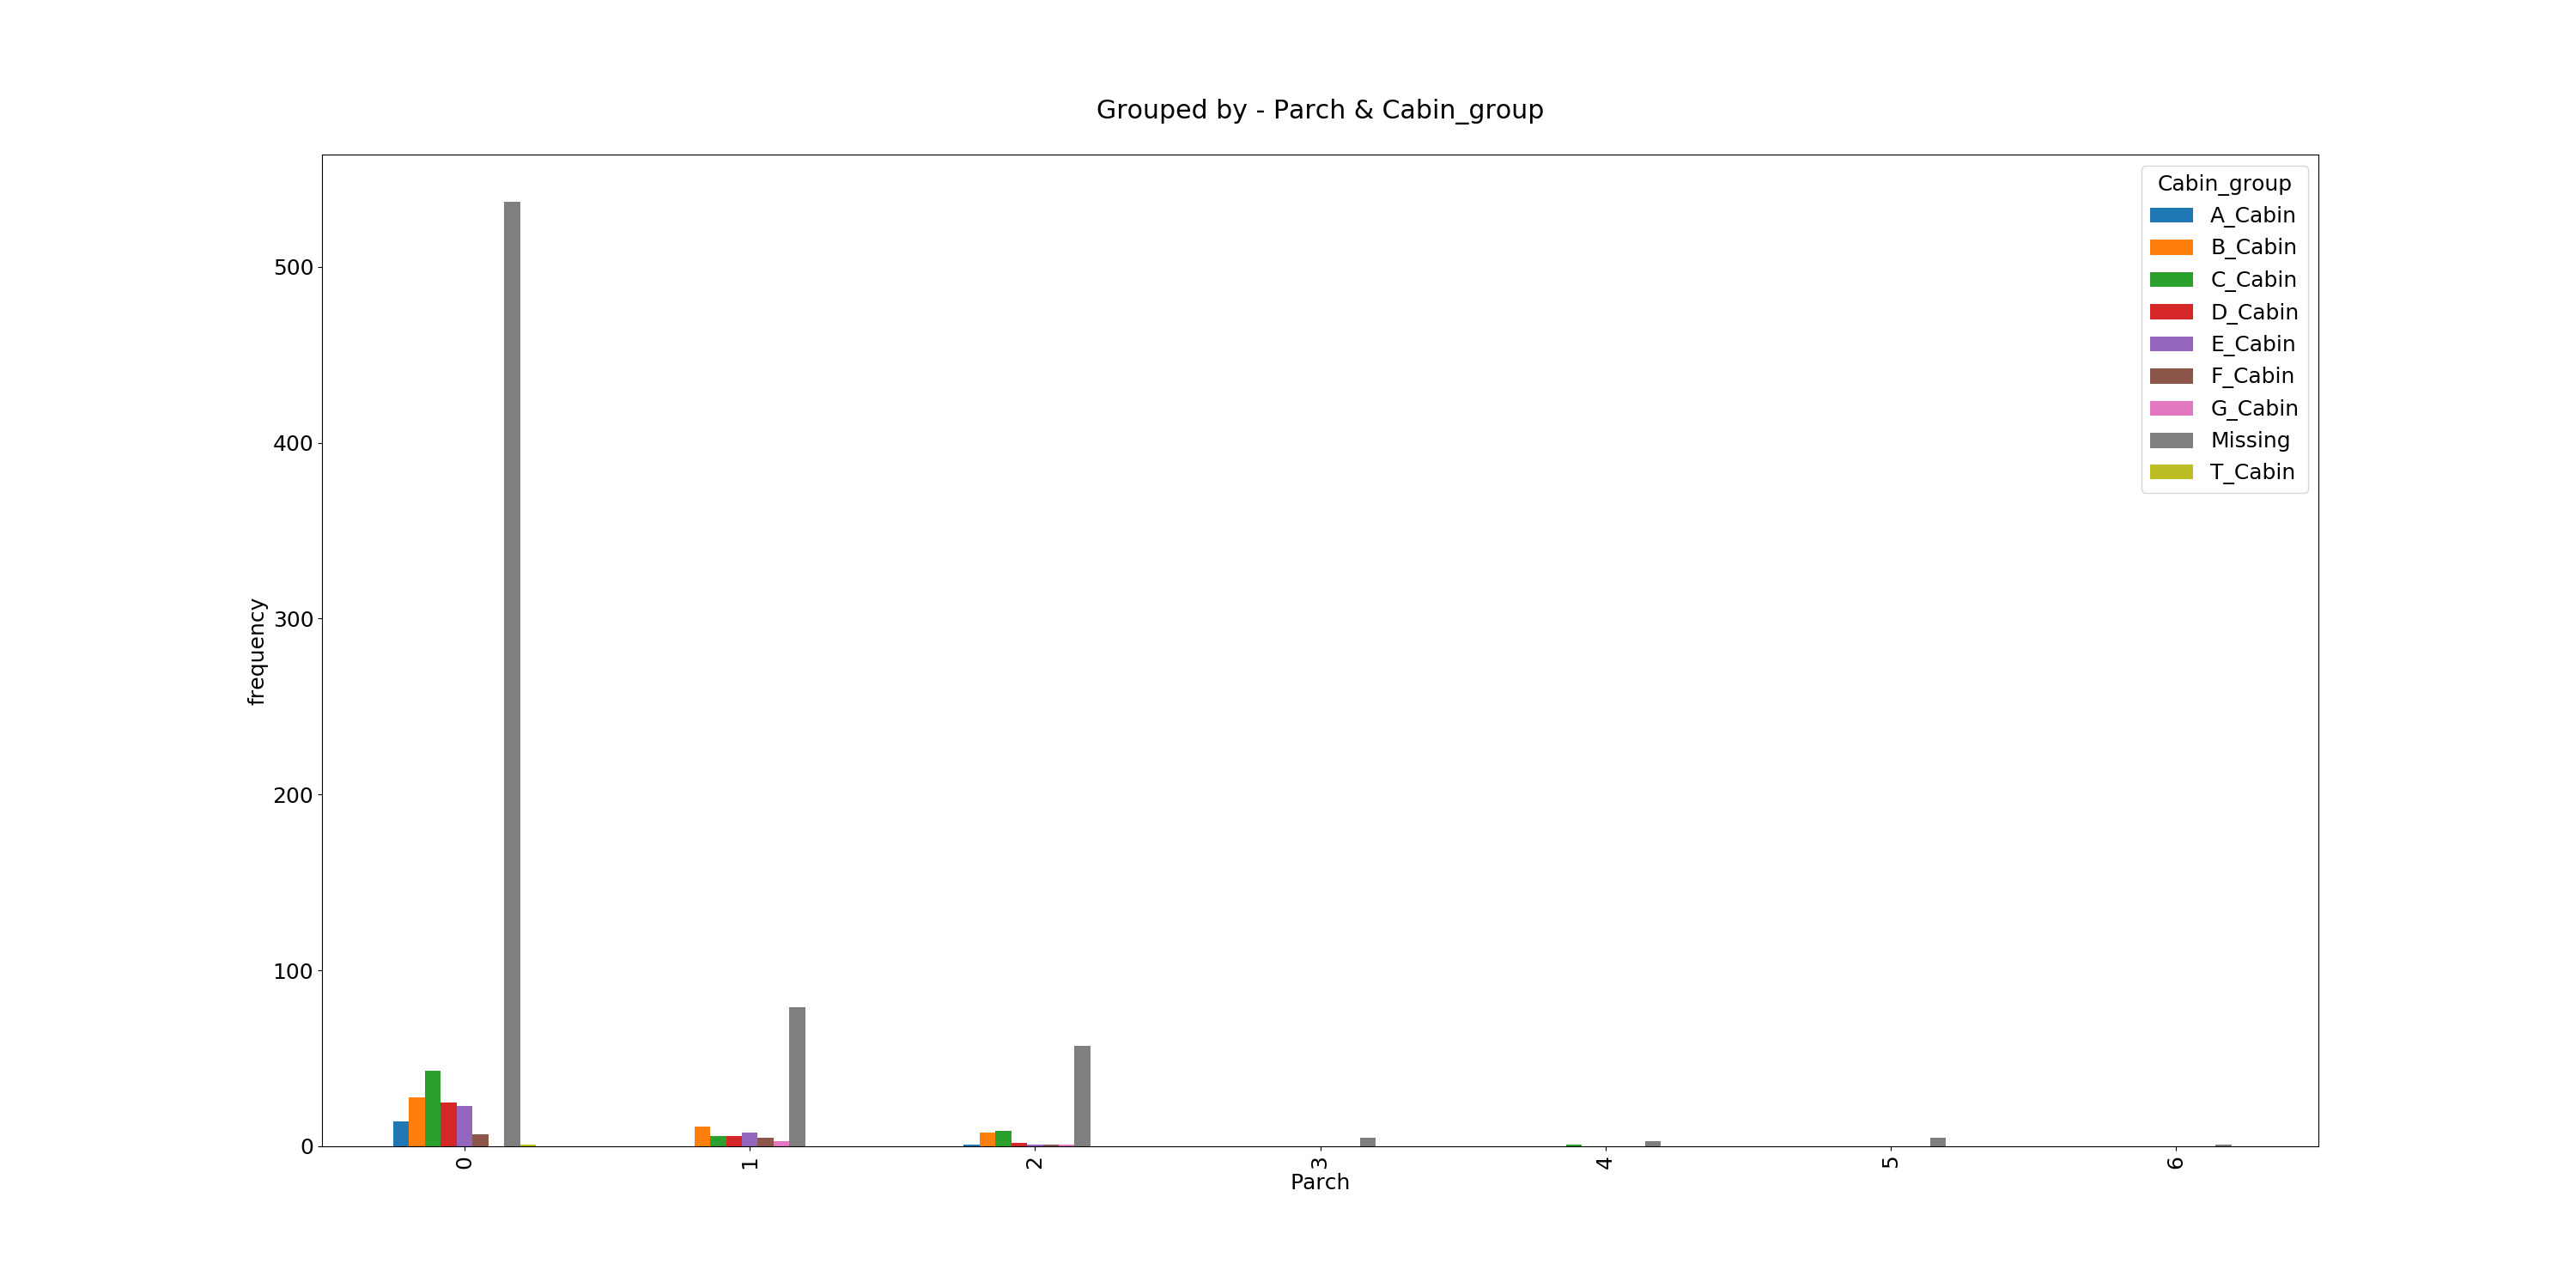 Grouped by - Parch & Cabin_group
Cabin_group
A_Cabin
B_Cabin
C_Cabin
D_Cabin
E_Cabin
F_Cabin
G_Cabin
Missing
T_Cabin
frequency
500
400
300
200
100
0
0 1 2 3 4 5 6
Parch